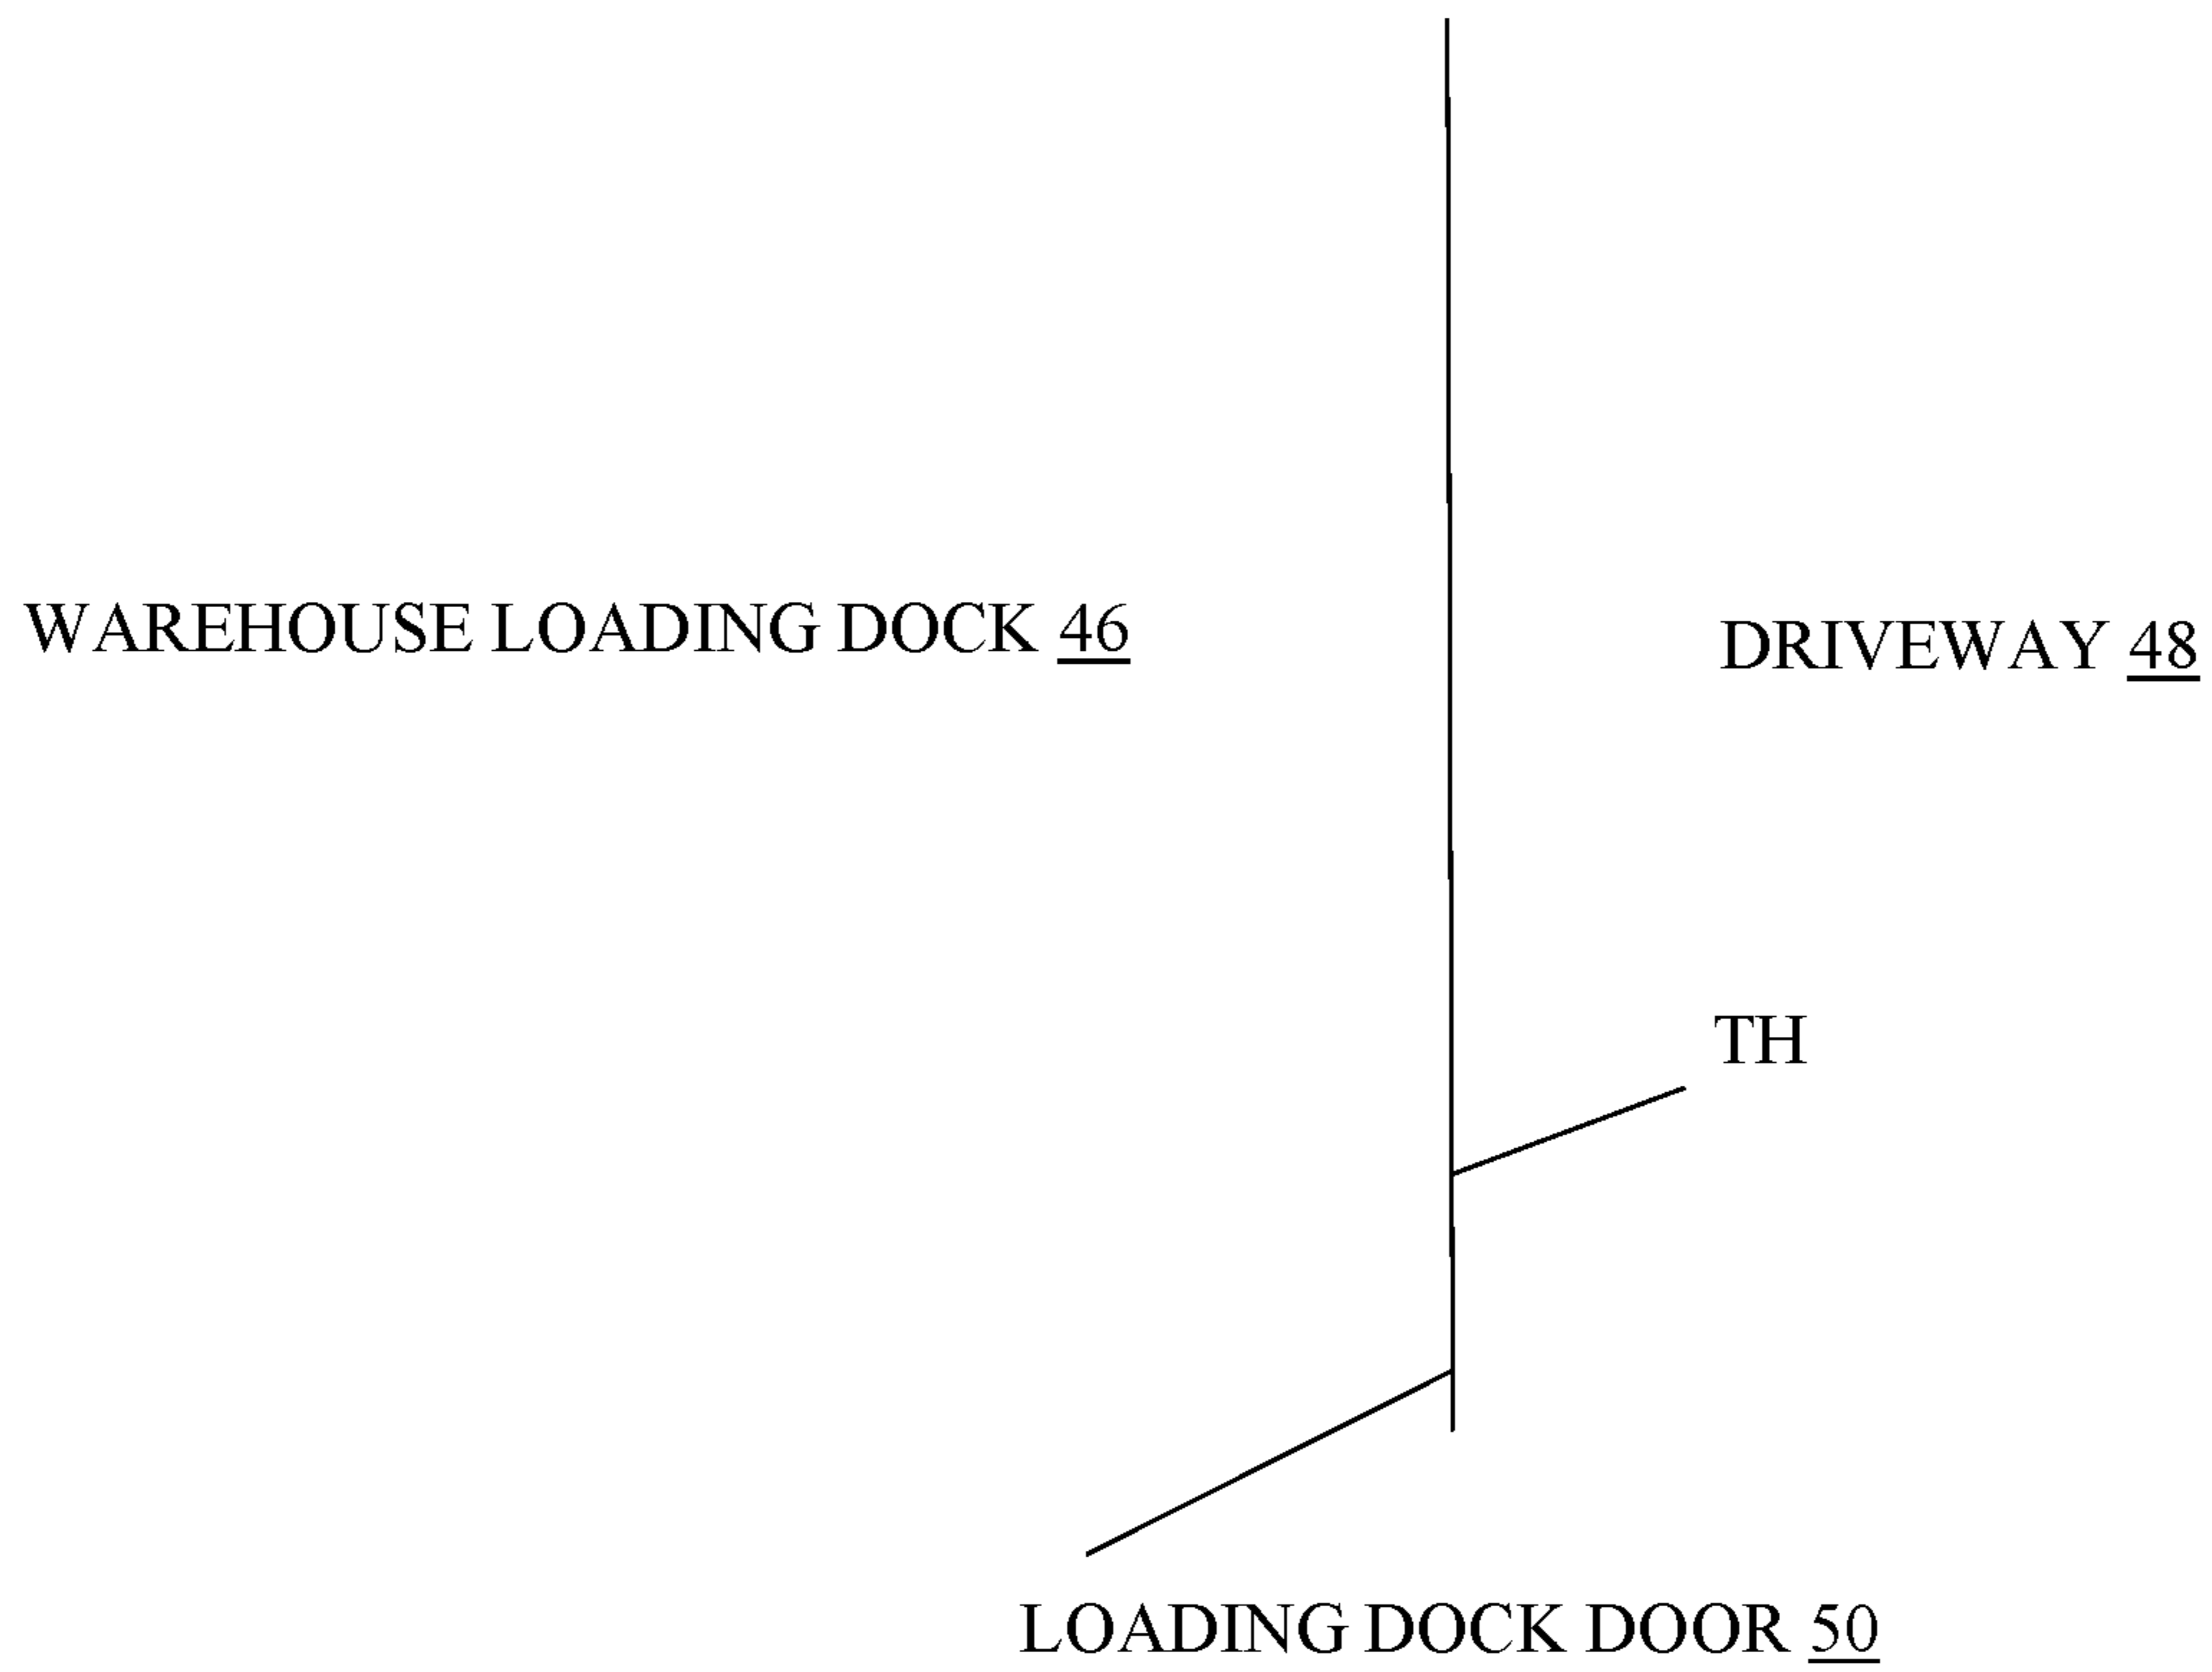 WAREHOUSE LOADING DOCK 46
DRIVEWAY 48
TH
LOADING DOCK DOOR 50